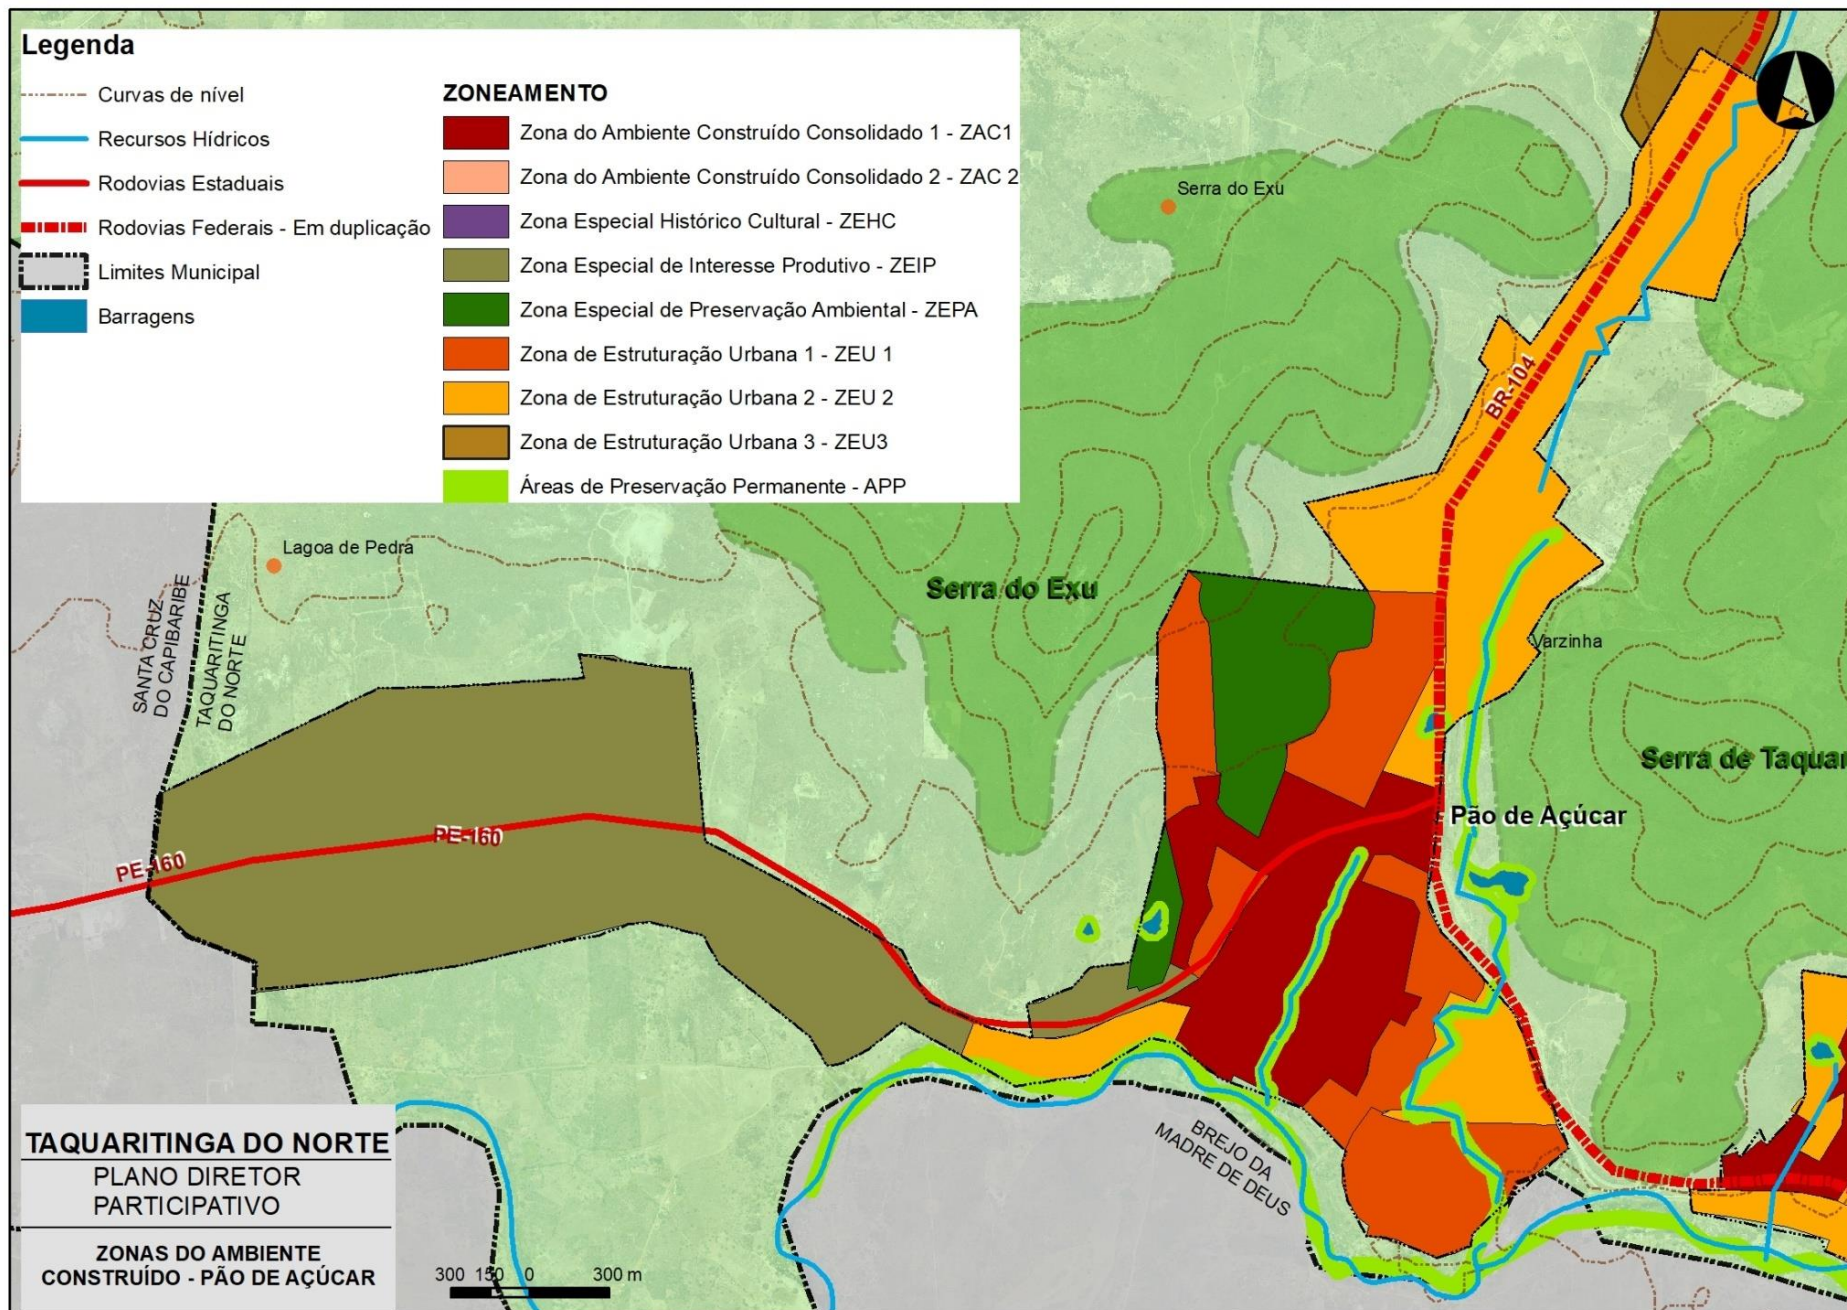 Legenda
Curvas de nível
Recursos Hídricos
Rodovias Estaduais
Rodovias Federais - Em duplicação
Limites Municipal
Barragens
ZONEAMENTO
Zona do Ambiente Construído Consolidado 1 - ZAC1
Zona do Ambiente Construído Consolidado 2 - ZAC 2
Zona Especial Histórico Cultural - ZEHC
Zona Especial de Interesse Produtivo - ZEIP
Zona Especial de Preservação Ambiental - ZEPA
Zona de Estruturação Urbana 1 - ZEU 1
Zona de Estruturação Urbana 2 - ZEU 2
Zona de Estruturação Urbana 3 - ZEU3
Áreas de Preservação Permanente - APP
Serra do Exu
BR-104
Lagoa de Pedra
Serra do Exu
SANTA CRUZ
DO CAPIBARIBE
TAQUARITINGA
DO NORTE
Varzinha
Serra de Taquar
Pão de Açúcar
PE-160
PE-160
BREJO DA
MADRE DE DEUS
TAQUARITINGA DO NORTE
PLANO DIRETOR
PARTICIPATIVO
ZONAS DO AMBIENTE
CONSTRUÍDO - PÃO DE AÇÚCAR
300 150 0 300 m